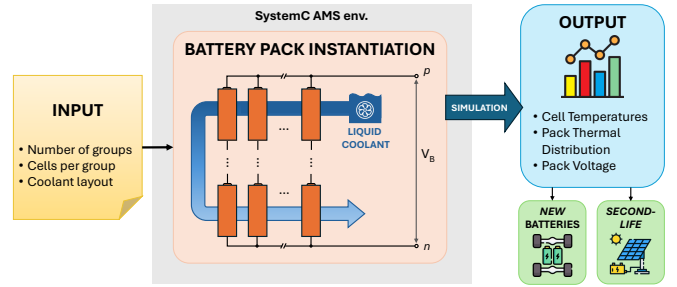 SystemC AMS env.
INPUT
• Number of groups
• Cells per group
• Coolant layout
BATTERY PACK INSTANTIATION
p
LIQUID
COOLANT
...
V_B
...
n
SIMULATION
OUTPUT
• Cell Temperatures
• Pack Thermal
Distribution
• Pack Voltage
NEW
BATTERIES
SECOND-
LIFE